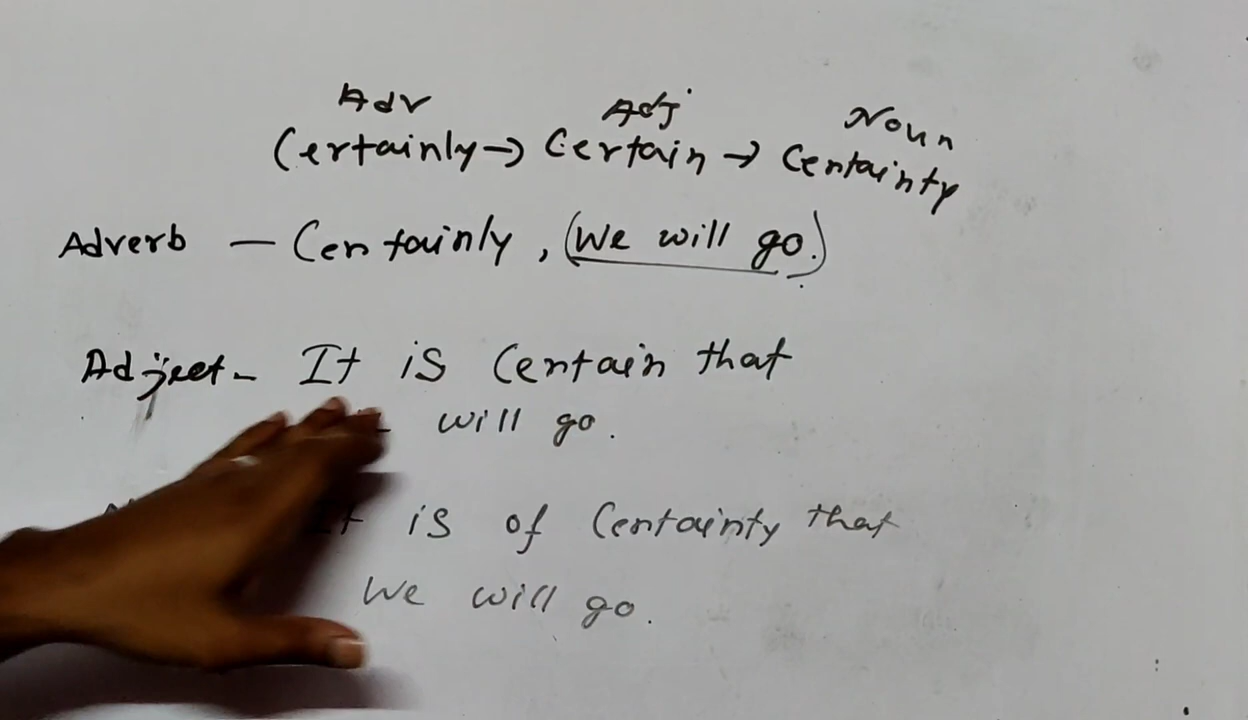 Adv Adj Noun
Certainly → Certain → Certainty
Adverb — Certainly, (We will go.)
Adject - It is Certain that
will go.
It is of Certainty that
We will go.